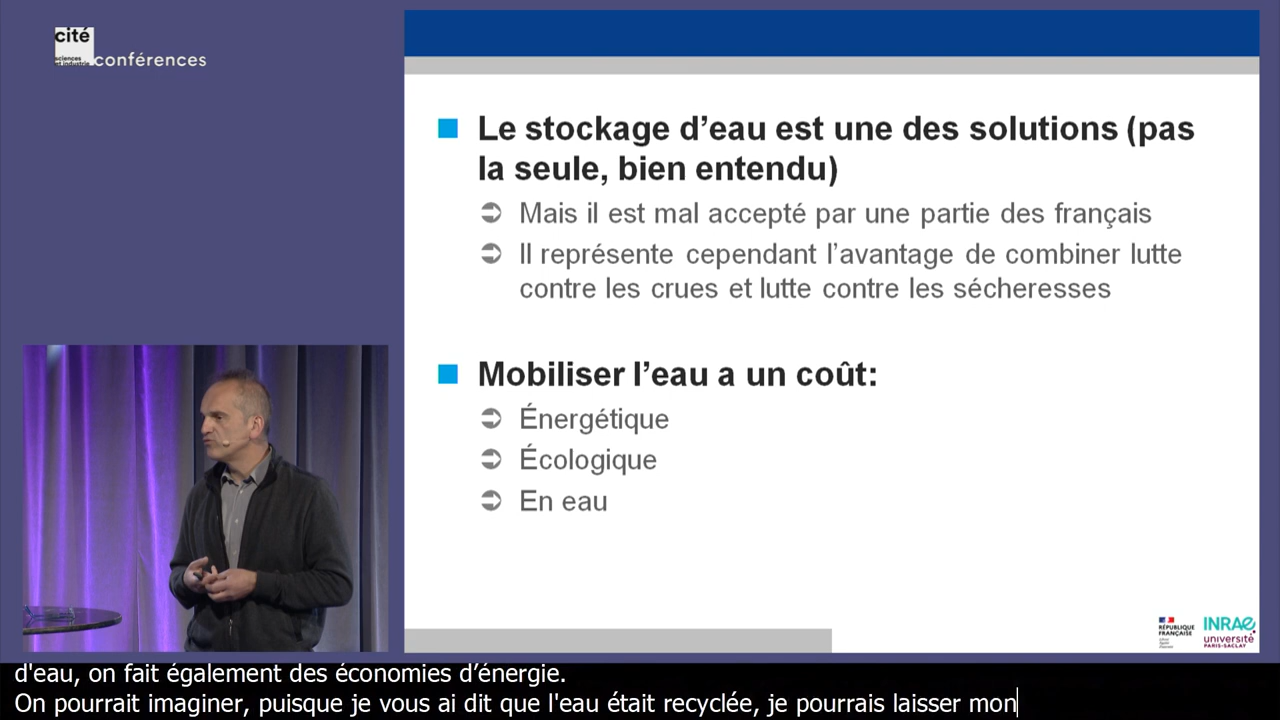 cité
sciences
et industrie
conférences
Le stockage d’eau est une des solutions (pas
la seule, bien entendu)
Mais il est mal accepté par une partie des français
Il représente cependant l’avantage de combiner lutte
contre les crues et lutte contre les sécheresses
Mobiliser l’eau a un coût:
Énergétique
Écologique
En eau
RÉPUBLIQUE
FRANÇAISE
INRAE
université
PARIS-SACLAY
d'eau, on fait également des économies d’énergie.
On pourrait imaginer, puisque je vous ai dit que l'eau était recyclée, je pourrais laisser mon